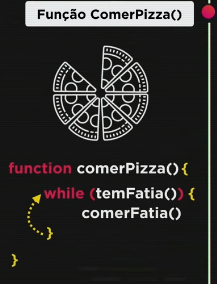 Função ComerPizza()
function comerPizza() {
while (temFatia()) {
comerFatia()
}
}